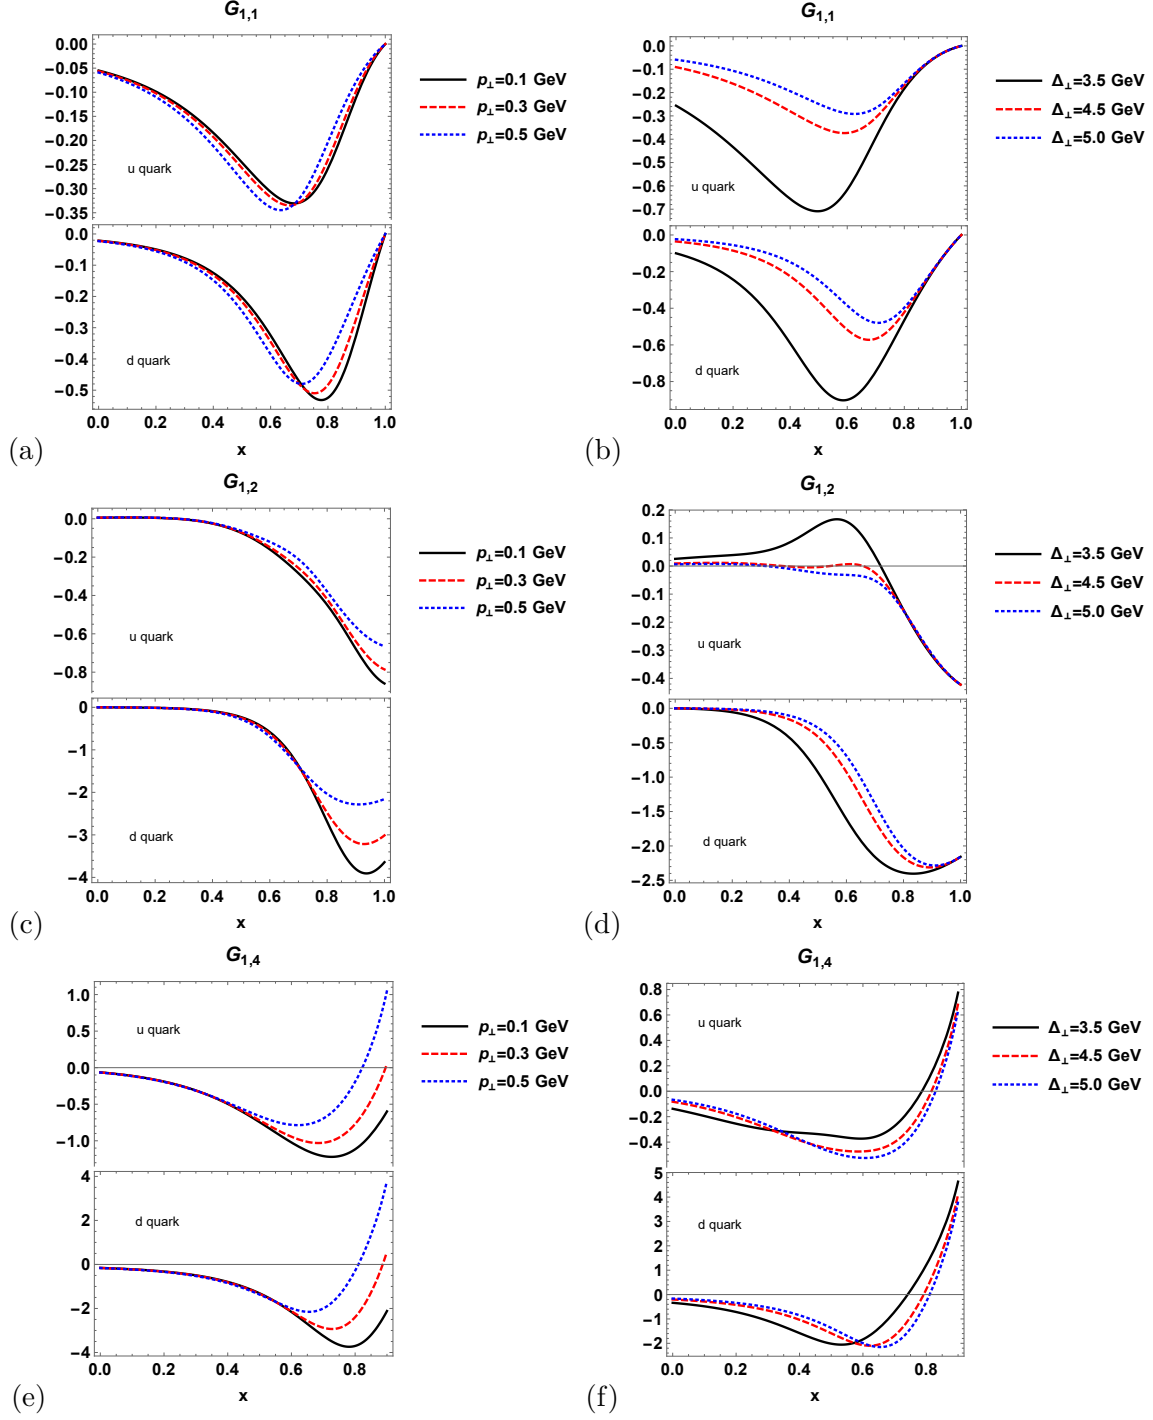 G1,1
0.00
−0.05
−0.10
−0.15
−0.20
−0.25
−0.30
−0.35
u quark
p⊥=0.1 GeV
p⊥=0.3 GeV
p⊥=0.5 GeV
0.0
−0.1
−0.2
−0.3
−0.4
−0.5
d quark
0.0 0.2 0.4 0.6 0.8 1.0
x
(a)
G1,1
0.0
−0.1
−0.2
−0.3
−0.4
−0.5
−0.6
−0.7
u quark
Δ⊥=3.5 GeV
Δ⊥=4.5 GeV
Δ⊥=5.0 GeV
0.0
−0.2
−0.4
−0.6
−0.8
d quark
0.0 0.2 0.4 0.6 0.8 1.0
x
(b)
G1,2
0.0
−0.2
−0.4
−0.6
−0.8
u quark
p⊥=0.1 GeV
p⊥=0.3 GeV
p⊥=0.5 GeV
0
−1
−2
−3
−4
d quark
0.0 0.2 0.4 0.6 0.8 1.0
x
(c)
G1,2
0.2
0.1
0.0
−0.1
−0.2
−0.3
−0.4
u quark
Δ⊥=3.5 GeV
Δ⊥=4.5 GeV
Δ⊥=5.0 GeV
0.0
−0.5
−1.0
−1.5
−2.0
−2.5
d quark
0.0 0.2 0.4 0.6 0.8 1.0
x
(d)
G1,4
1.0
0.5
0.0
−0.5
−1.0
u quark
p⊥=0.1 GeV
p⊥=0.3 GeV
p⊥=0.5 GeV
4
2
0
−2
−4
d quark
0.0 0.2 0.4 0.6 0.8
x
(e)
G1,4
0.8
0.6
0.4
0.2
0.0
−0.2
−0.4
u quark
Δ⊥=3.5 GeV
Δ⊥=4.5 GeV
Δ⊥=5.0 GeV
5
4
3
2
1
0
−1
−2
d quark
0.0 0.2 0.4 0.6 0.8
x
(f)